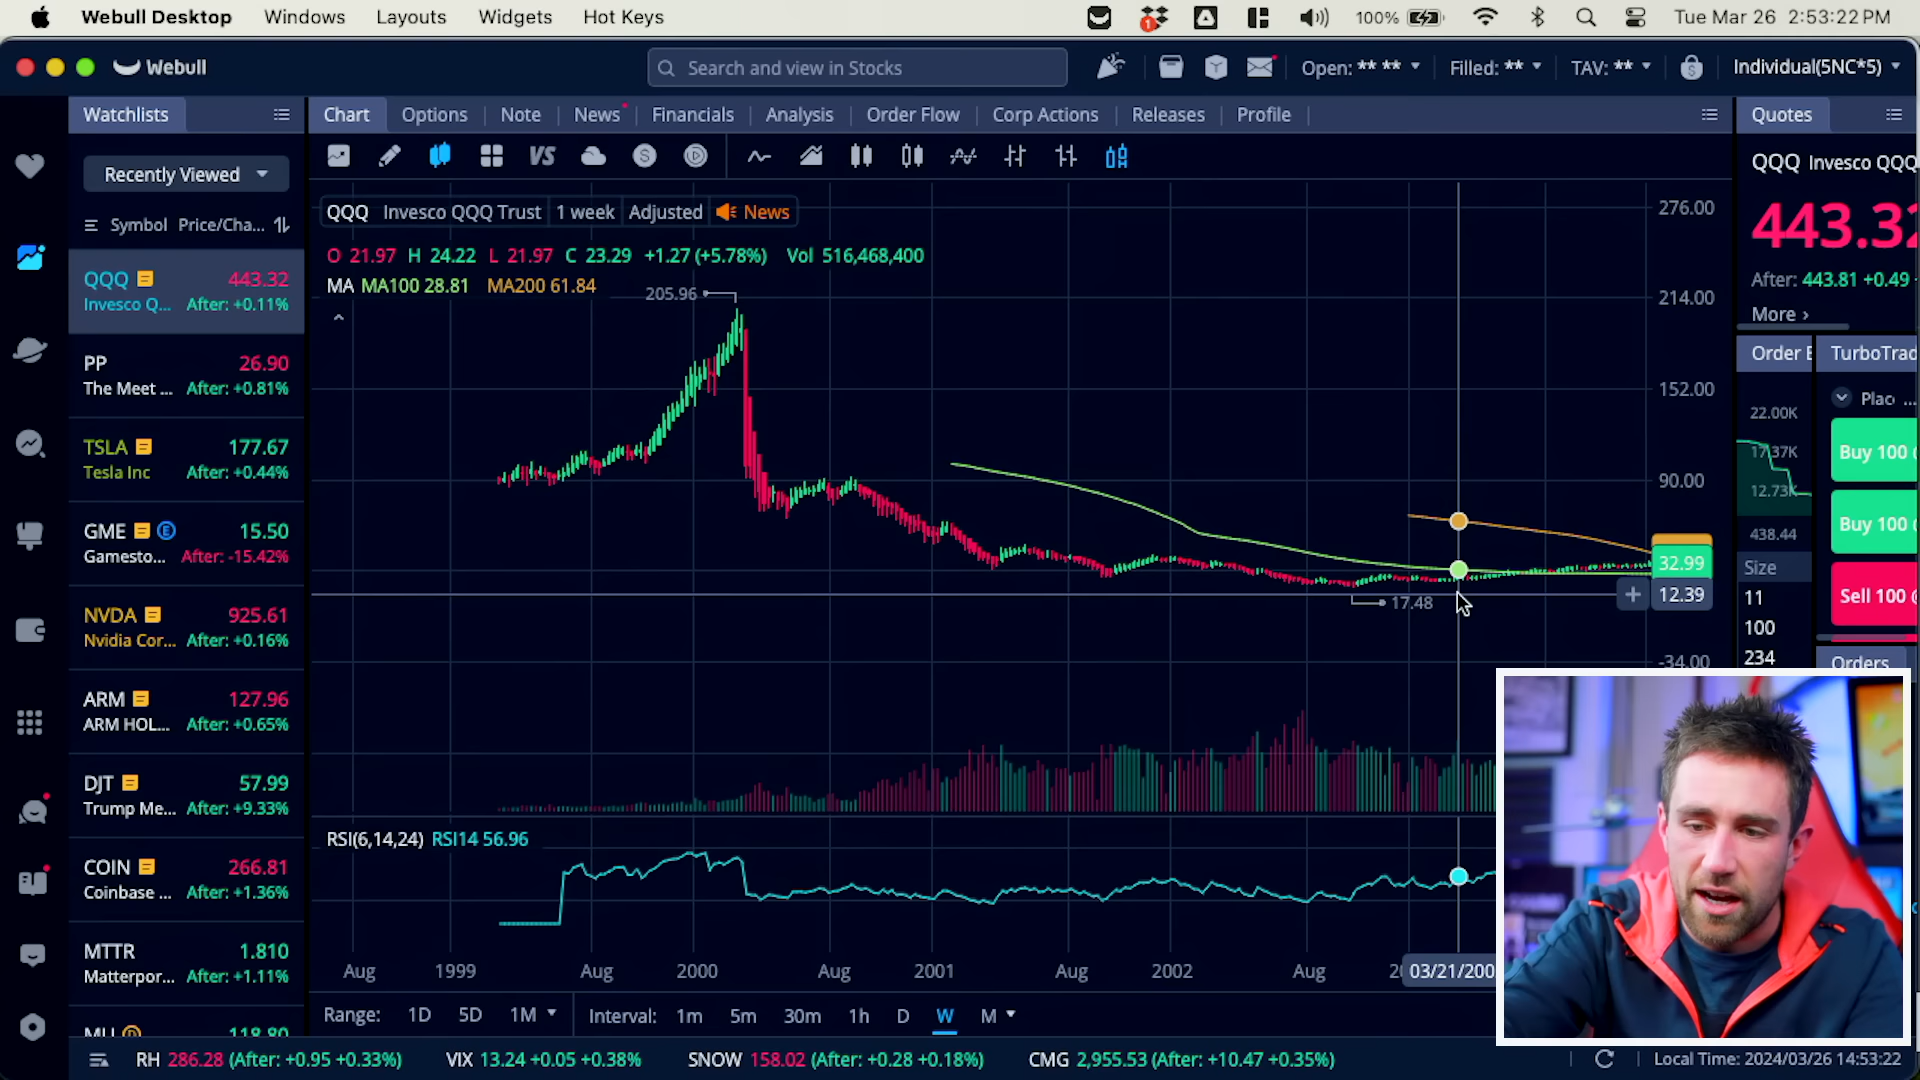 Webull Desktop Windows Layouts Widgets Hot Keys 1 100% Tue Mar 26 2:53:22 PM
Webull Search and view in Stocks Open: ** ** Filled: ** TAV: ** Individual(5NC*5)
Watchlists Chart Options Note News Financials Analysis Order Flow Corp Actions Releases Profile Quotes
Recently Viewed VS
Symbol Price/Cha...
QQQ 443.32
Invesco Q... After: +0.11%
PP 26.90
The Meet ... After: +0.81%
TSLA 177.67
Tesla Inc After: +0.44%
GME E 15.50
Gamesto... After: -15.42%
NVDA 925.61
Nvidia Cor... After: +0.16%
ARM 127.96
ARM HOL... After: +0.65%
DJT 57.99
Trump Me... After: +9.33%
COIN 266.81
Coinbase ... After: +1.36%
MTTR 1.810
Matterpor... After: +1.11%
MU 118.80
QQQ Invesco QQQ Trust 1 week Adjusted News
O 21.97 H 24.22 L 21.97 C 23.29 +1.27 (+5.78%) Vol 516,468,400
MA MA100 28.81 MA200 61.84
205.96
17.48
276.00
214.00
152.00
90.00
32.99
12.39
-34.00
RSI(6,14,24) RSI14 56.96
Aug 1999 Aug 2000 Aug 2001 Aug 2002 Aug 03/21/200
Range: 1D 5D 1M Interval: 1m 5m 30m 1h D W M
QQQ Invesco QQQ
443.32
After: 443.81 +0.49
More
Order TurboTrad
22.00K
17.37K
12.73K
438.44
Size
11
100
234
Plac ...
Buy 100
Buy 100
Sell 100
Orders
RH 286.28 (After: +0.95 +0.33%) VIX 13.24 +0.05 +0.38% SNOW 158.02 (After: +0.28 +0.18%) CMG 2,955.53 (After: +10.47 +0.35%) Local Time: 2024/03/26 14:53:22